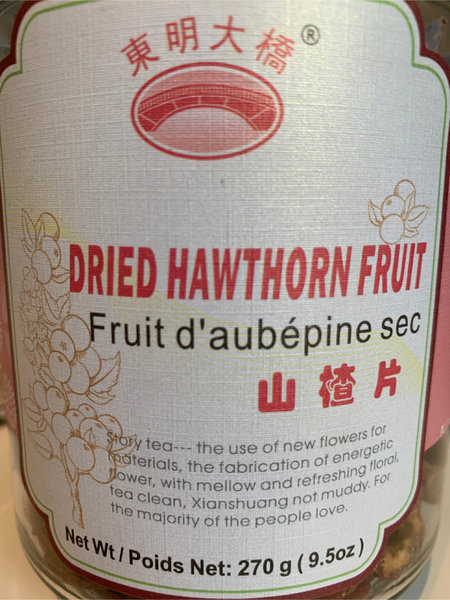 東明大橋®
DRIED HAWTHORN FRUIT
Fruit d'aubépine sec
山楂片
Story tea--- the use of new flowers for
materials, the fabrication of energetic
flower, with mellow and refreshing floral,
tea clean, Xianshuang not muddy. For
the majority of the people love.
Net Wt / Poids Net: 270 g ( 9.5oz )